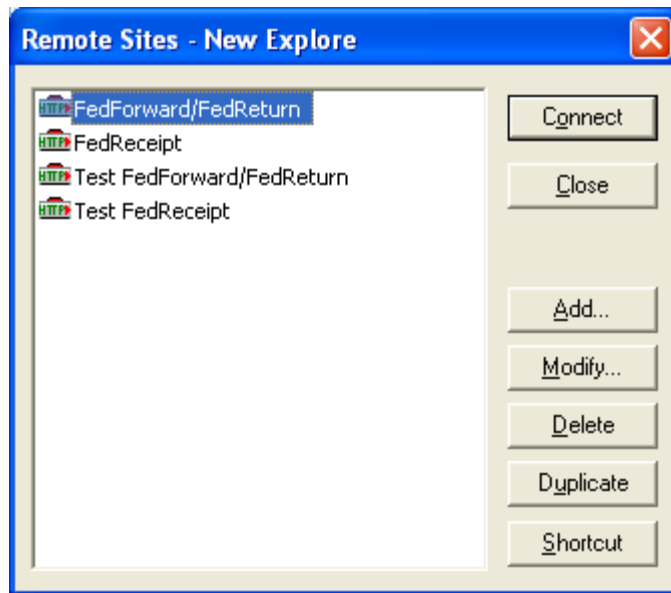 Remote Sites - New Explore
FedForward/FedReturn
FedReceipt
Test FedForward/FedReturn
Test FedReceipt
Connect
Close
Add...
Modify...
Delete
Duplicate
Shortcut